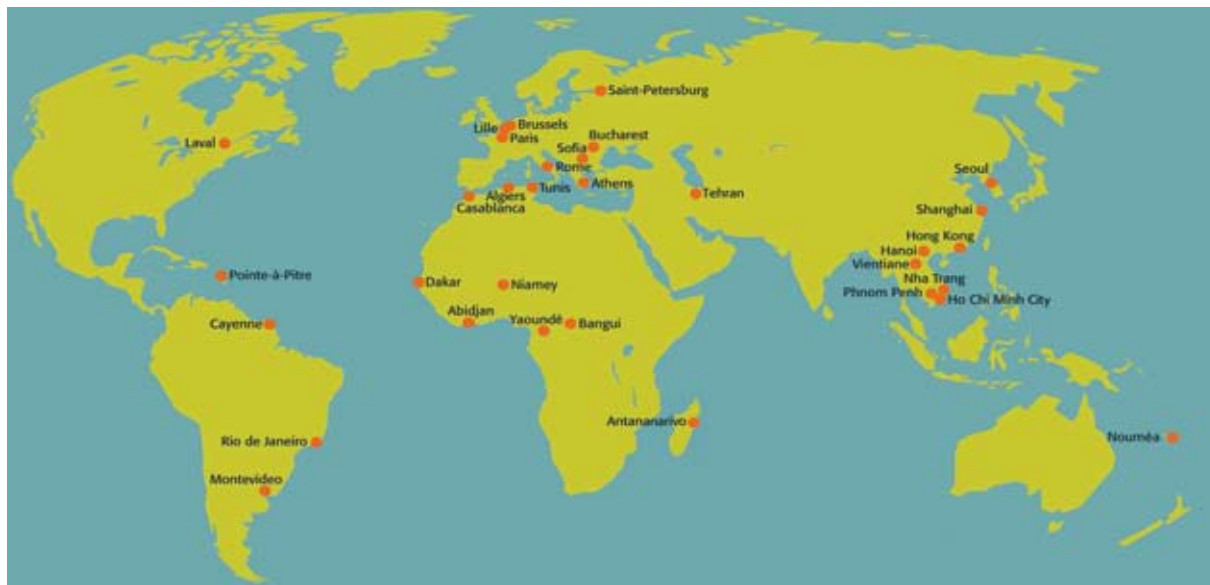 Saint-Petersburg
Lille
Brussels
Paris
Bucharest
Sofia
Laval
Rome
Seoul
Athens
Tunis
Algiers
Tehran
Casablanca
Shanghai
Hong Kong
Hanoi
Vientiane
Pointe-à-Pitre
Nha Trang
Dakar
Niamey
Phnom Penh
Ho Chi Minh City
Abidjan
Yaoundé
Cayenne
Bangui
Antananarivo
Nouméa
Rio de Janeiro
Montevideo